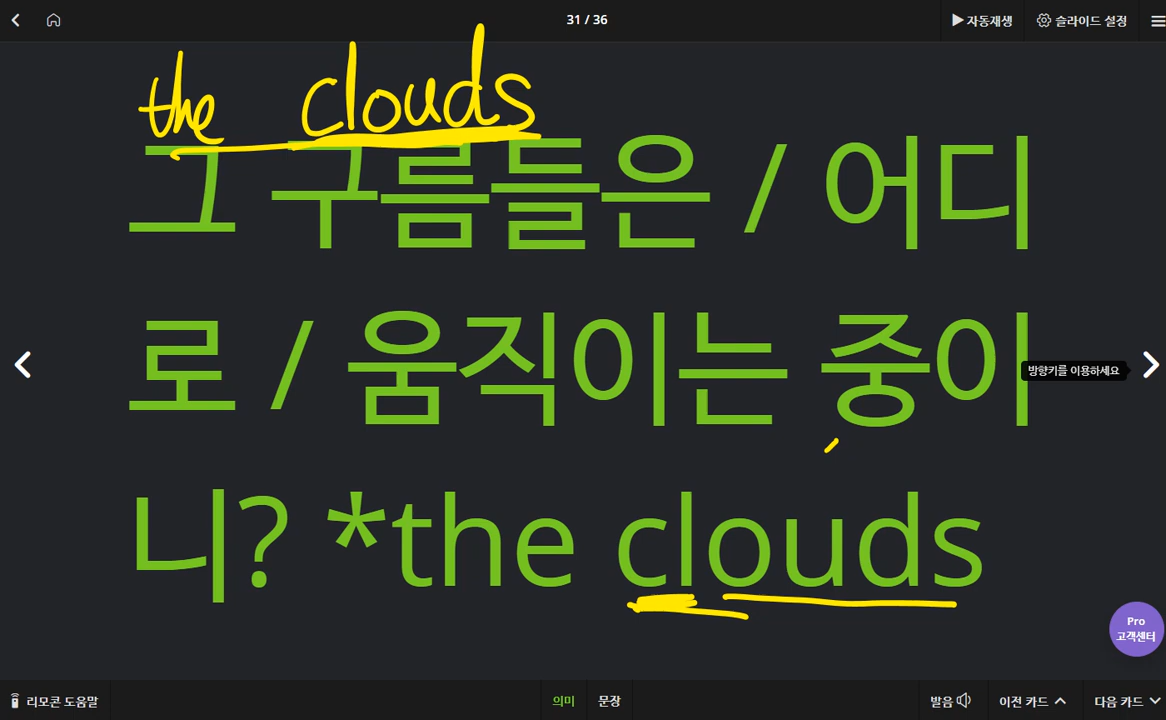 31 / 36
자동재생
슬라이드 설정
the clouds
그 구름들은 / 어디
로 / 움직이는 중이
방향키를 이용하세요
니? *the clouds
Pro
고객센터
리모콘 도움말
의미
문장
발음
이전 카드
다음 카드